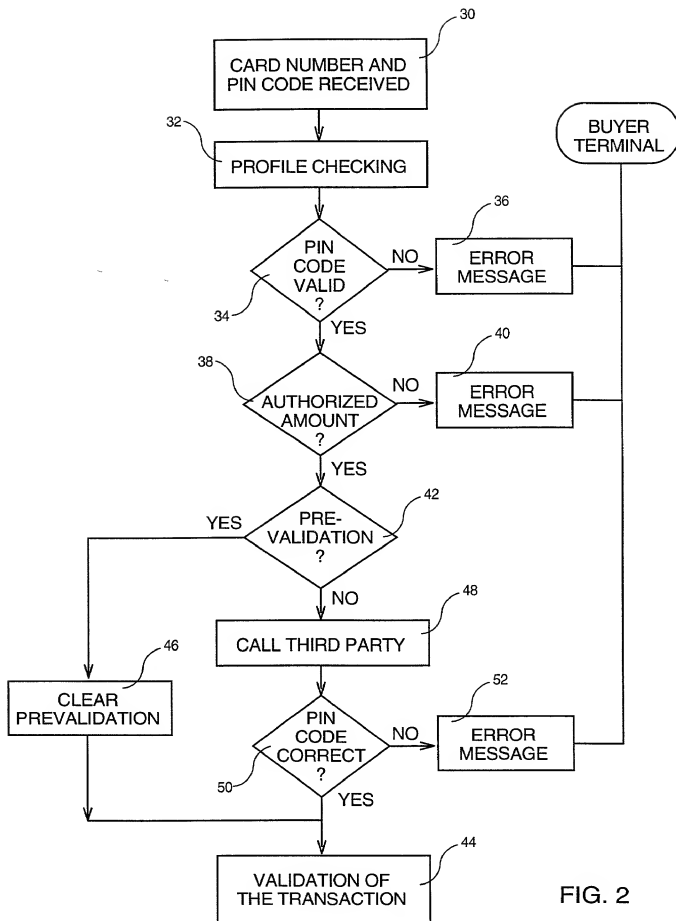 30
CARD NUMBER AND
PIN CODE RECEIVED
32
PROFILE CHECKING
BUYER
TERMINAL
PIN
CODE
VALID
?
34
NO
36
ERROR
MESSAGE
YES
38
AUTHORIZED
AMOUNT
?
NO
40
ERROR
MESSAGE
YES
YES
PRE-
VALIDATION
?
42
NO
48
CALL THIRD PARTY
46
CLEAR
PREVALIDATION
PIN
CODE
CORRECT
?
50
NO
52
ERROR
MESSAGE
YES
44
VALIDATION OF
THE TRANSACTION
FIG. 2